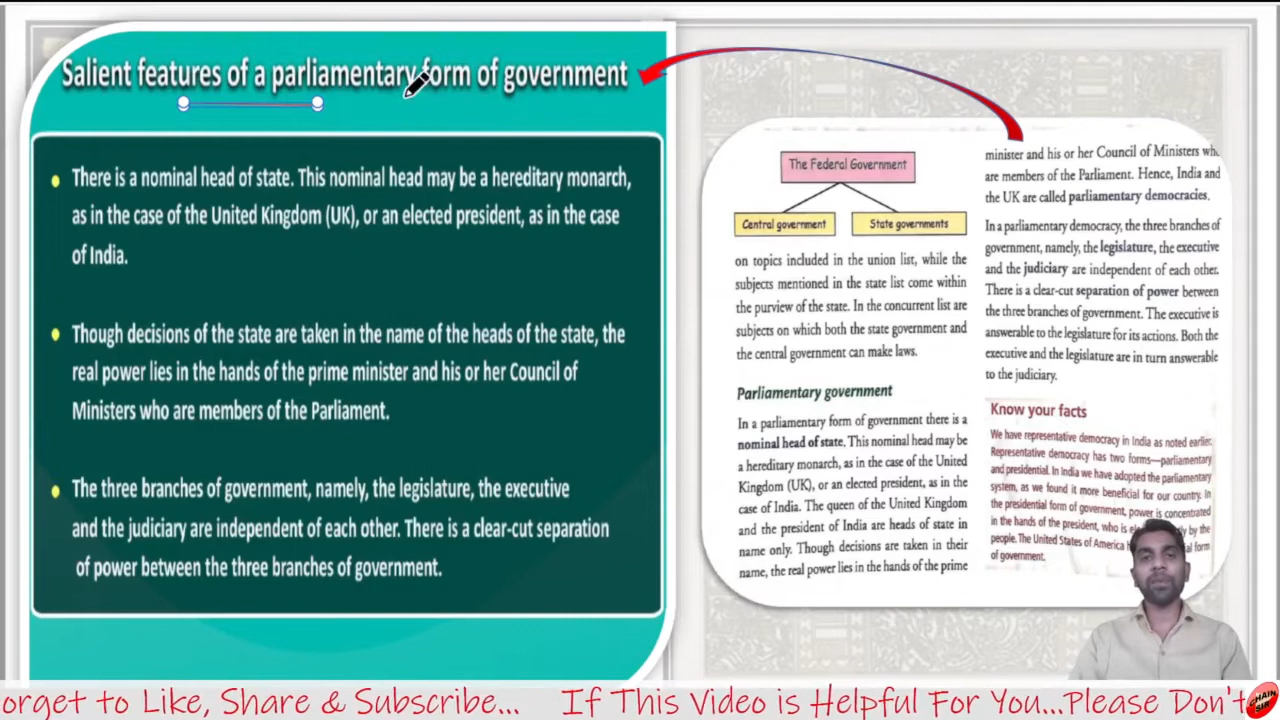 Salient features of a parliamentary form of government
There is a nominal head of state. This nominal head may be a hereditary monarch,
as in the case of the United Kingdom (UK), or an elected president, as in the case
of India.
Though decisions of the state are taken in the name of the heads of the state, the
real power lies in the hands of the prime minister and his or her Council of
Ministers who are members of the Parliament.
The three branches of government, namely, the legislature, the executive
and the judiciary are independent of each other. There is a clear-cut separation
of power between the three branches of government.
The Federal Government
Central government
State governments
on topics included in the union list, while the
subjects mentioned in the state list come within
the purview of the state. In the concurrent list are
subjects on which both the state government and
the central government can make laws.
Parliamentary government
In a parliamentary form of government there is a
nominal head of state. This nominal head may be
a hereditary monarch, as in the case of the United
Kingdom (UK), or an elected president, as in the
case of India. The queen of the United Kingdom
and the president of India are heads of state in
name only. Though decisions are taken in their
name, the real power lies in the hands of the prime
minister and his or her Council of Ministers
are members of the Parliament. Hence, India and
the UK are called parliamentary democracies.
In a parliamentary democracy, the three branches of
government, namely, the legislature, the executive
and the judiciary are independent of each other.
There is a clear-cut separation of power between
the three branches of government. The executive is
answerable to the legislature for its actions. Both the
executive and the legislature are in turn answerable
to the judiciary.
Know your facts
We have representative democracy in India as noted earlier.
Representative democracy has two forms—parliamentary
and presidential. In India we have adopted the parliamentary
system, as we found it more beneficial for our country. In
the presidential form of government, power is concentrated
in the hands of the president, who is by the
people. The United States of America form
of government.
orget to Like, Share & Subscribe... If This Video is Helpful For You...Please Don't
CHAIN
SIR